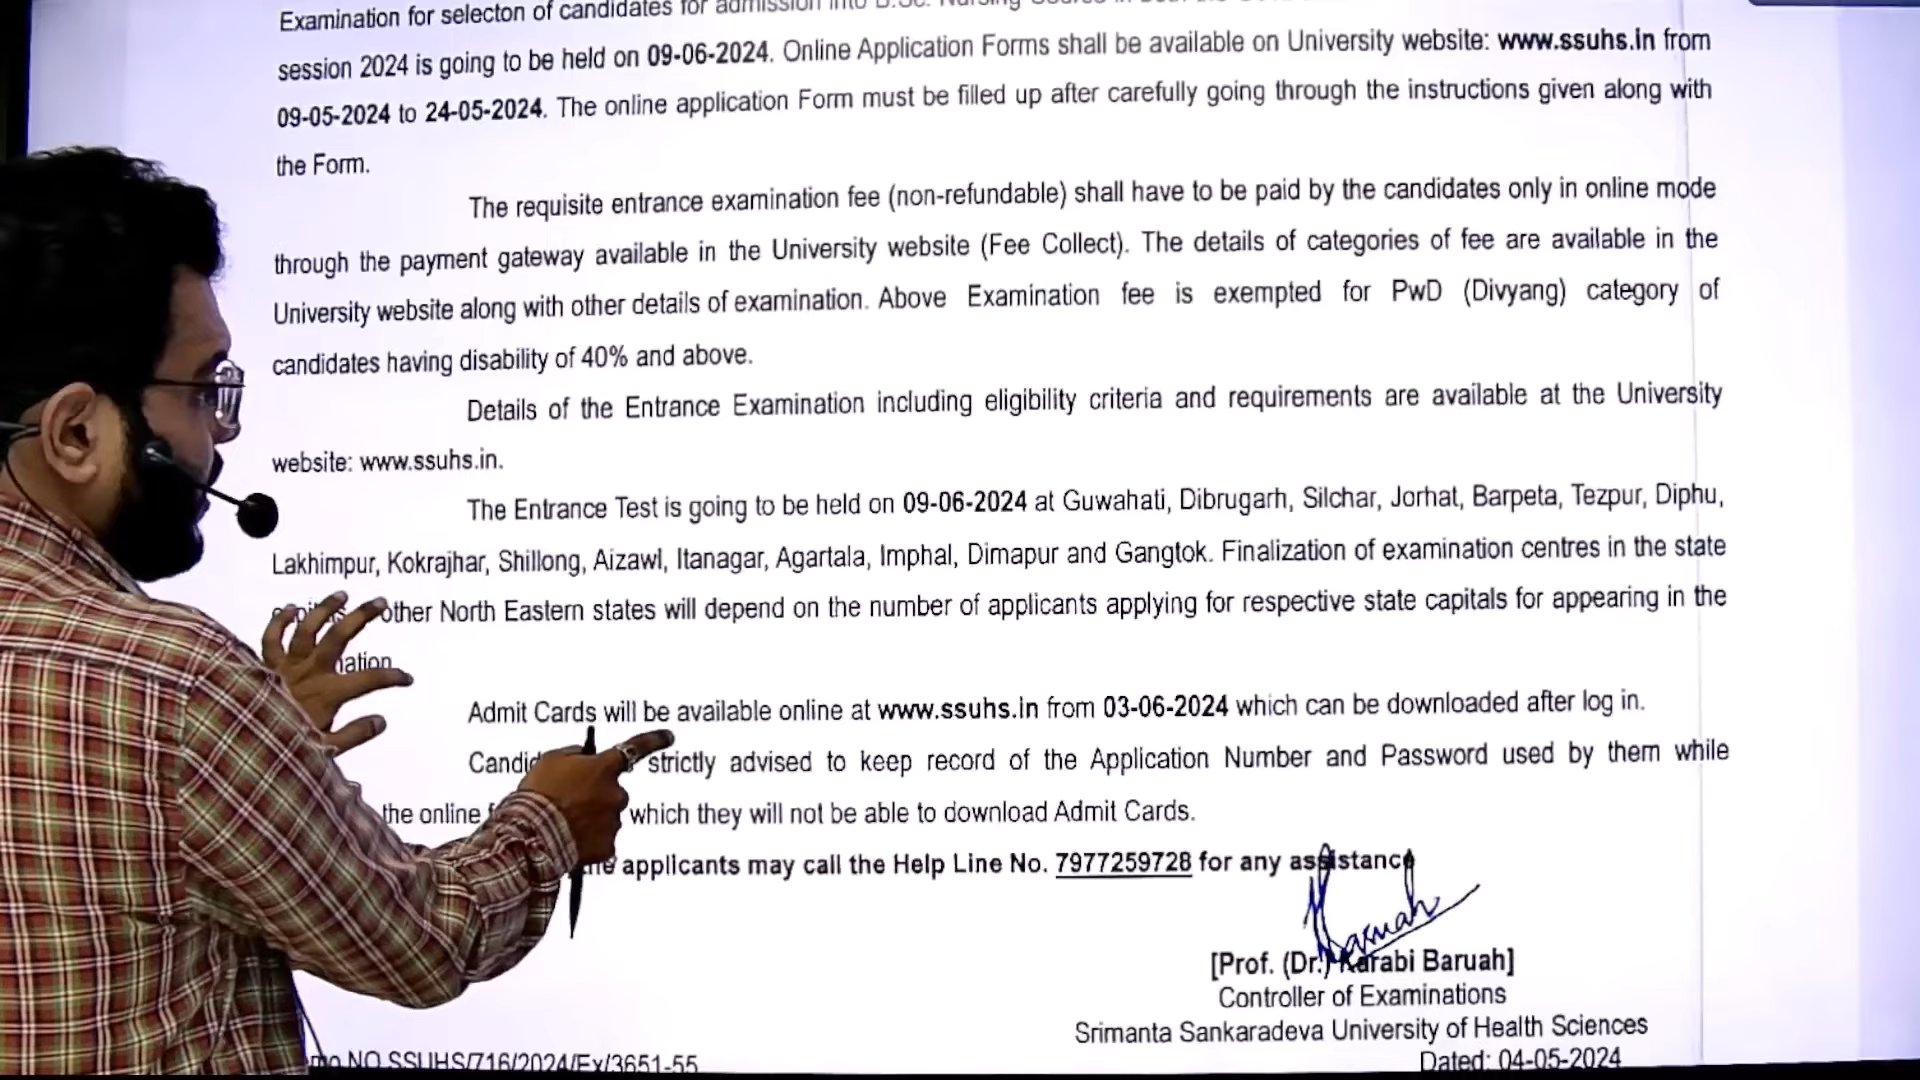 Examination for selecton of candidates for admission into B.Sc. Nursing Course in
session 2024 is going to be held on 09-06-2024. Online Application Forms shall be available on University website: www.ssuhs.in from
09-05-2024 to 24-05-2024. The online application Form must be filled up after carefully going through the instructions given along with
the Form.
The requisite entrance examination fee (non-refundable) shall have to be paid by the candidates only in online mode
through the payment gateway available in the University website (Fee Collect). The details of categories of fee are available in the
University website along with other details of examination. Above Examination fee is exempted for PwD (Divyang) category of
candidates having disability of 40% and above.
Details of the Entrance Examination including eligibility criteria and requirements are available at the University
website: www.ssuhs.in.
The Entrance Test is going to be held on 09-06-2024 at Guwahati, Dibrugarh, Silchar, Jorhat, Barpeta, Tezpur, Diphu,
Lakhimpur, Kokrajhar, Shillong, Aizawl, Itanagar, Agartala, Imphal, Dimapur and Gangtok. Finalization of examination centres in the state
other North Eastern states will depend on the number of applicants applying for respective state capitals for appearing in the
nation
Admit Cards will be available online at www.ssuhs.in from 03-06-2024 which can be downloaded after log in.
strictly advised to keep record of the Application Number and Password used by them while
the online which they will not be able to download Admit Cards.
applicants may call the Help Line No. 7977259728 for any assistance
[Prof. (Dr.) Karabi Baruah]
Controller of Examinations
Srimanta Sankaradeva University of Health Sciences
NO.SSUHS/716/2024/Ex/3651-55
Dated: 04-05-2024